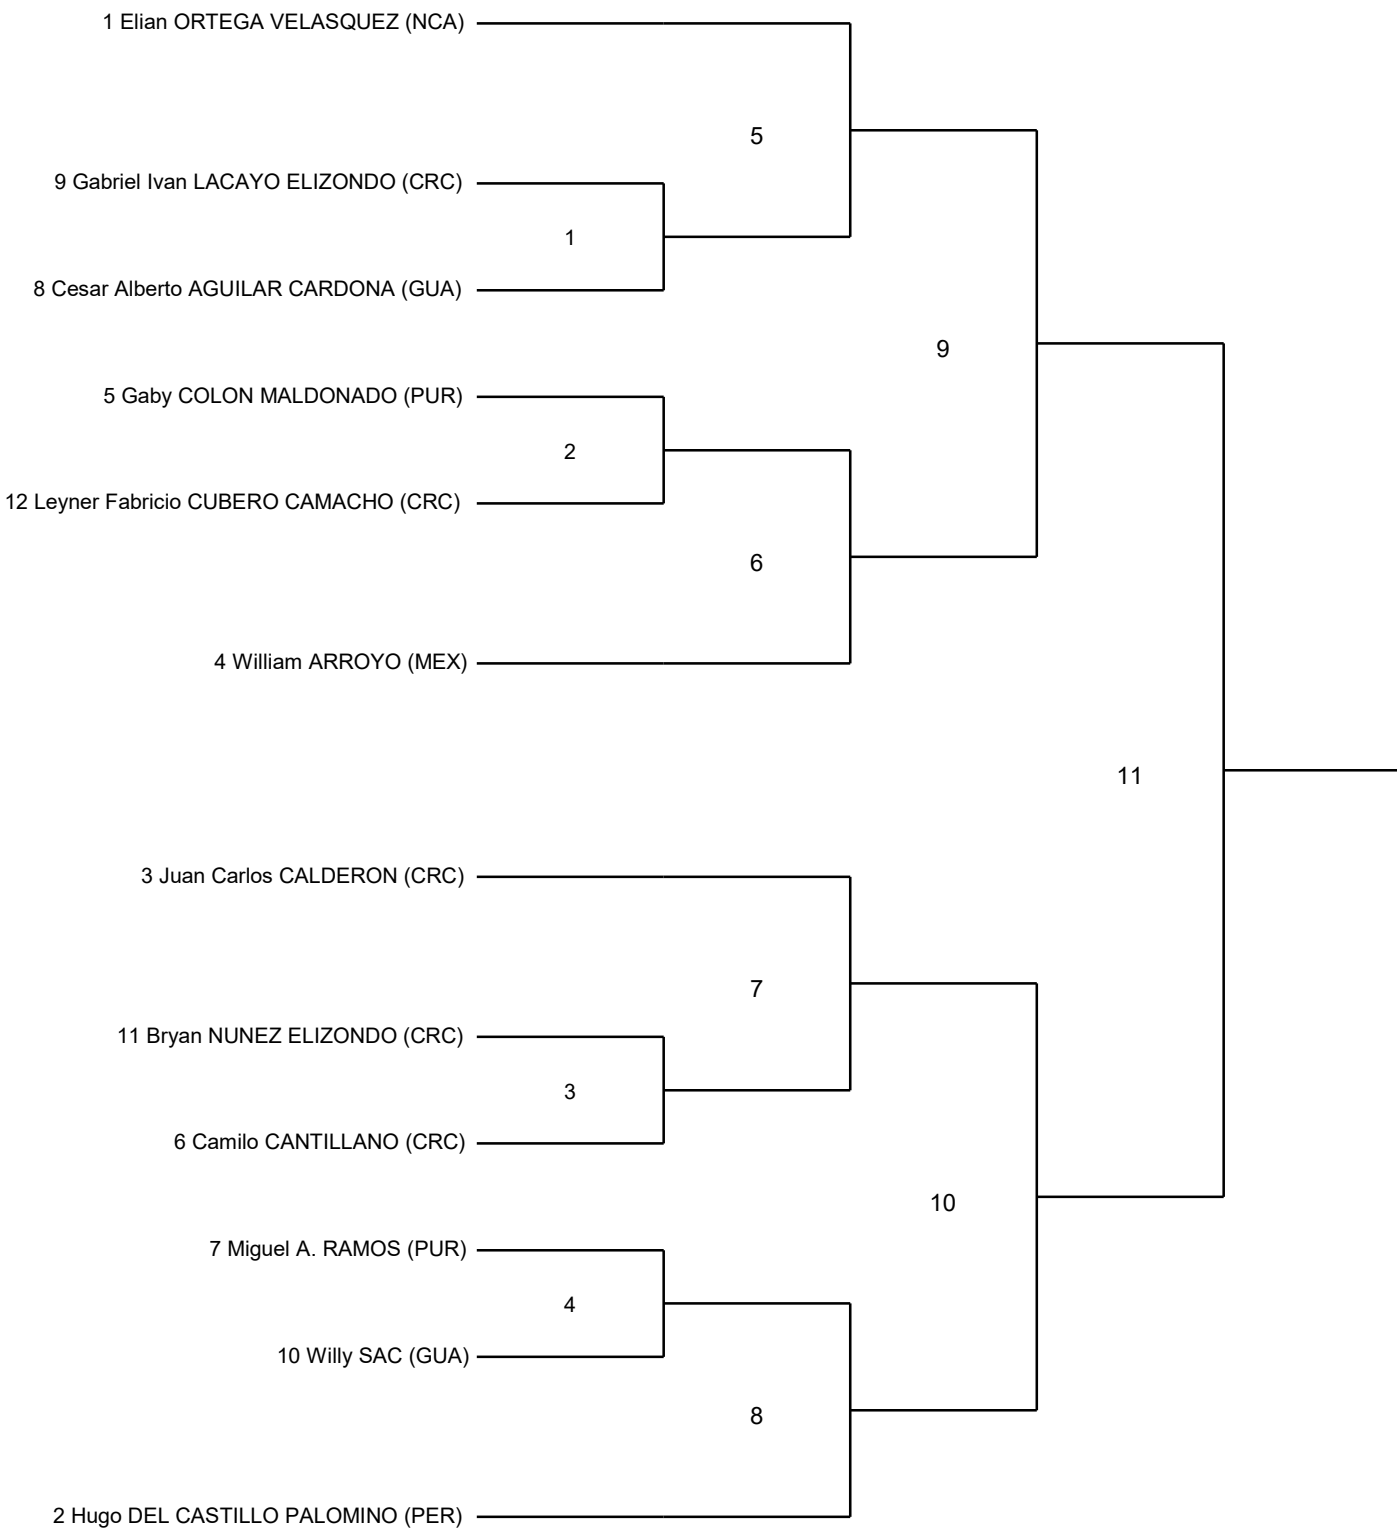 1 Elian ORTEGA VELASQUEZ (NCA)
5
9 Gabriel Ivan LACAYO ELIZONDO (CRC)
1
8 Cesar Alberto AGUILAR CARDONA (GUA)
9
5 Gaby COLON MALDONADO (PUR)
2
12 Leyner Fabricio CUBERO CAMACHO (CRC)
6
4 William ARROYO (MEX)
11
3 Juan Carlos CALDERON (CRC)
7
11 Bryan NUNEZ ELIZONDO (CRC)
3
6 Camilo CANTILLANO (CRC)
10
7 Miguel A. RAMOS (PUR)
4
10 Willy SAC (GUA)
8
2 Hugo DEL CASTILLO PALOMINO (PER)